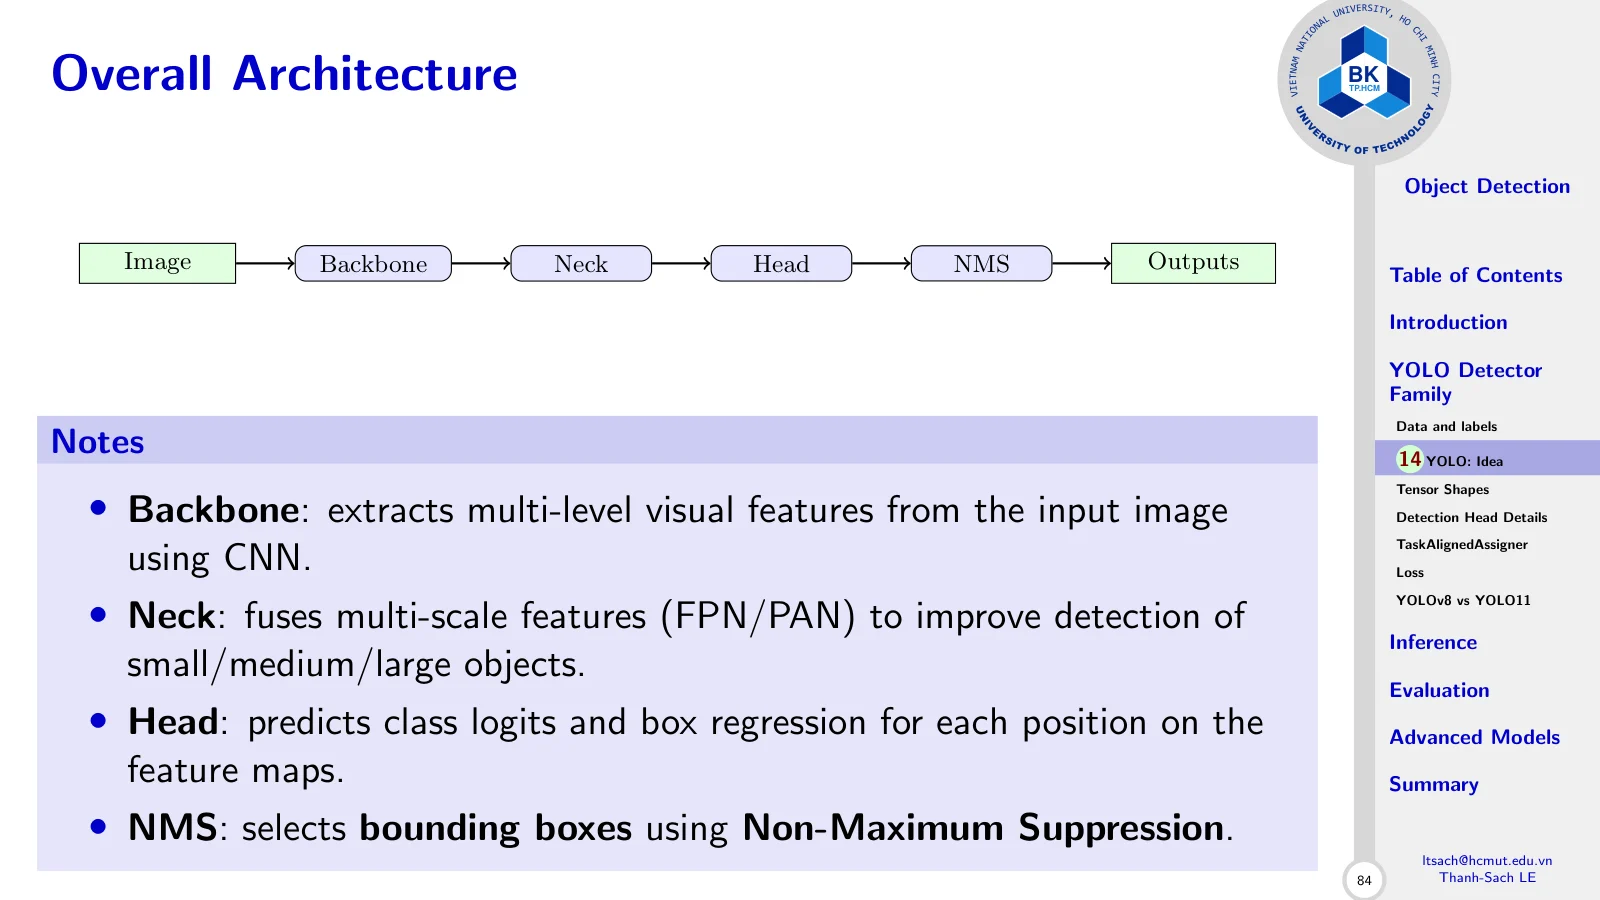 Overall Architecture
Image
Backbone
Neck
Head
NMS
Outputs
Notes
• Backbone: extracts multi-level visual features from the input image
using CNN.
• Neck: fuses multi-scale features (FPN/PAN) to improve detection of
small/medium/large objects.
• Head: predicts class logits and box regression for each position on the
feature maps.
• NMS: selects bounding boxes using Non-Maximum Suppression.
VIETNAM NATIONAL UNIVERSITY, HO CHI MINH CITY
BK
TP.HCM
UNIVERSITY OF TECHNOLOGY
Object Detection
Table of Contents
Introduction
YOLO Detector
Family
Data and labels
14 YOLO: Idea
Tensor Shapes
Detection Head Details
TaskAlignedAssigner
Loss
YOLOv8 vs YOLO11
Inference
Evaluation
Advanced Models
Summary
ltsach@hcmut.edu.vn
Thanh-Sach LE
84